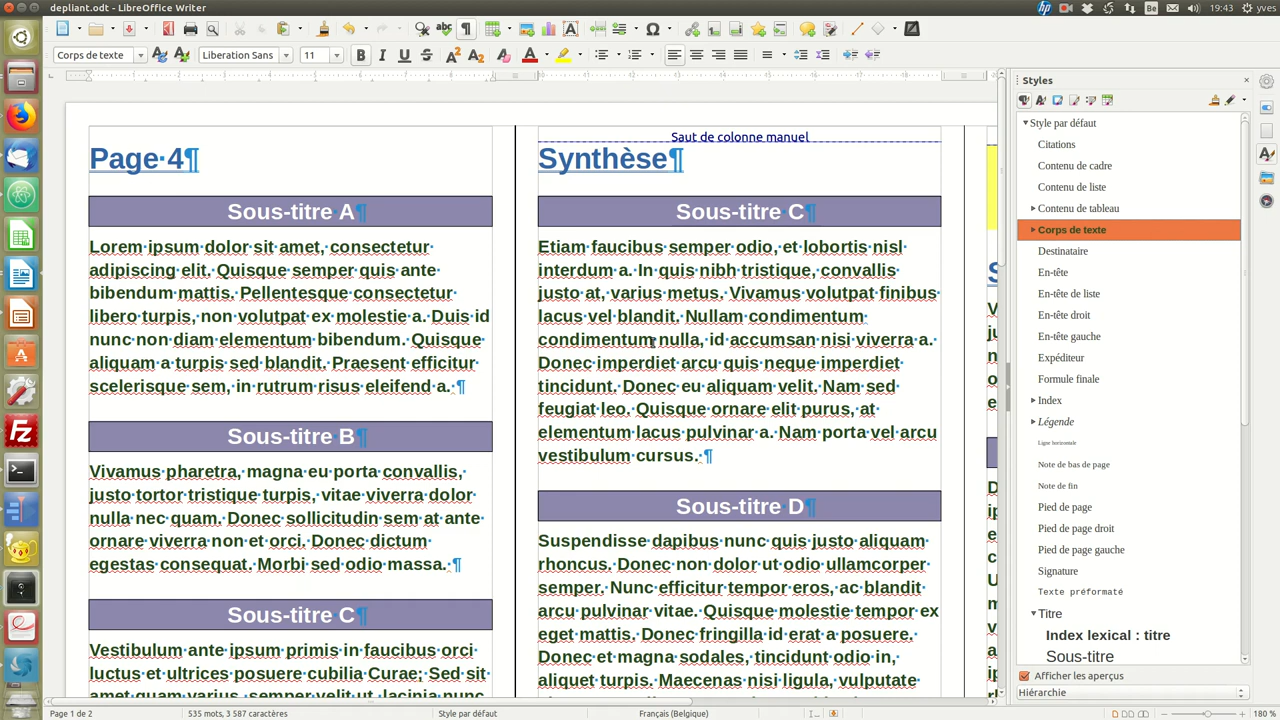 depliant.odt - LibreOffice Writer
Be
19:43
yves
Corps de texte
Liberation Sans
11
Page·4¶
Sous-titre A¶
Lorem·ipsum·dolor·sit·amet,·consectetur·
adipiscing·elit.·Quisque·semper·quis·ante·
bibendum·mattis.·Pellentesque·consectetur·
libero·turpis,·non·volutpat·ex·molestie·a.·Duis·id·
nunc·non·diam·elementum·bibendum.·Quisque·
aliquam·a·turpis·sed·blandit.·Praesent·efficitur·
scelerisque·sem,·in·rutrum·risus·eleifend·a.·¶
Sous-titre B¶
Vivamus·pharetra,·magna·eu·porta·convallis,·
justo·tortor·tristique·turpis,·vitae·viverra·dolor·
nulla·nec·quam.·Donec·sollicitudin·sem·at·ante·
ornare·viverra·non·et·orci.·Donec·dictum·
egestas·consequat.·Morbi·sed·odio·massa.·¶
Sous-titre C¶
Vestibulum·ante·ipsum·primis·in·faucibus·orci·
luctus·et·ultrices·posuere·cubilia·Curae;·Sed·sit·
amet·quam·varius,·semper·velit·ut,·lacinia·nunc.
Saut de colonne manuel
Synthèse¶
Sous-titre C¶
Etiam·faucibus·semper·odio,·et·lobortis·nisl·
interdum·a.·In·quis·nibh·tristique,·convallis·
justo·at,·varius·metus.·Vivamus·volutpat·finibus·
lacus·vel·blandit.·Nullam·condimentum·
condimentum·nulla,·id·accumsan·nisi·viverra·a.·
Donec·imperdiet·arcu·quis·neque·imperdiet·
tincidunt.·Donec·eu·aliquam·velit.·Nam·sed·
feugiat·leo.·Quisque·ornare·elit·purus,·at·
elementum·lacus·pulvinar·a.·Nam·porta·vel·arcu·
vestibulum·cursus.·¶
Sous-titre D¶
Suspendisse·dapibus·nunc·quis·justo·aliquam·
rhoncus.·Donec·non·dolor·ut·odio·ullamcorper·
semper.·Nunc·efficitur·tempor·eros,·ac·blandit·
arcu·pulvinar·vitae.·Quisque·molestie·tempor·ex·
eget·mattis.·Donec·fringilla·id·erat·a·posuere.·
Donec·et·magna·sodales,·tincidunt·odio·in,·
aliquet·turpis.·Maecenas·nisi·ligula,·vulputate·
Styles
Style par défaut
Citations
Contenu de cadre
Contenu de liste
Contenu de tableau
Corps de texte
Destinataire
En-tête
En-tête de liste
En-tête droit
En-tête gauche
Expéditeur
Formule finale
Index
Légende
Ligne horizontale
Note de bas de page
Note de fin
Pied de page
Pied de page droit
Pied de page gauche
Signature
Texte préformaté
Titre
Index lexical : titre
Sous-titre
Afficher les aperçus
Hiérarchie
Page 1 de 2
535 mots, 3 587 caractères
Style par défaut
Français (Belgique)
180 %